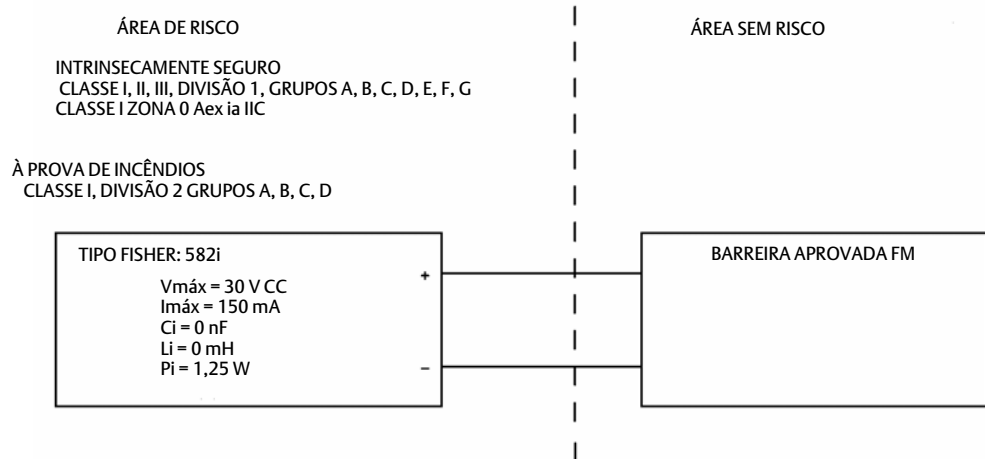 ÁREA DE RISCO
ÁREA SEM RISCO
INTRINSECAMENTE SEGURO
CLASSE I, II, III, DIVISÃO 1, GRUPOS A, B, C, D, E, F, G
CLASSE I ZONA 0 Aex ia IIC
À PROVA DE INCÊNDIOS
CLASSE I, DIVISÃO 2 GRUPOS A, B, C, D
TIPO FISHER: 582i
Vmáx = 30 V CC
Imáx = 150 mA
Ci = 0 nF
Li = 0 mH
Pi = 1,25 W
+
−
BARREIRA APROVADA FM